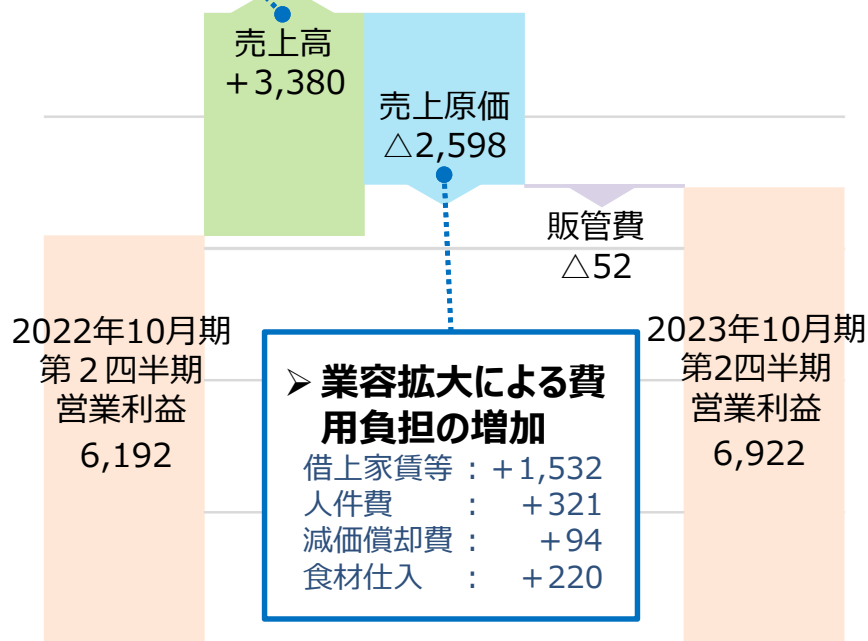 売上高
＋3,380
売上原価
△2,598
販管費
△52
2022年10月期
第２四半期
営業利益
6,192
➢ 業容拡大による費
用負担の増加
借上家賃等：＋1,532
人件費　　：　＋321
減価償却費：　＋94
食材仕入　：　＋220
2023年10月期
第2四半期
営業利益
6,922